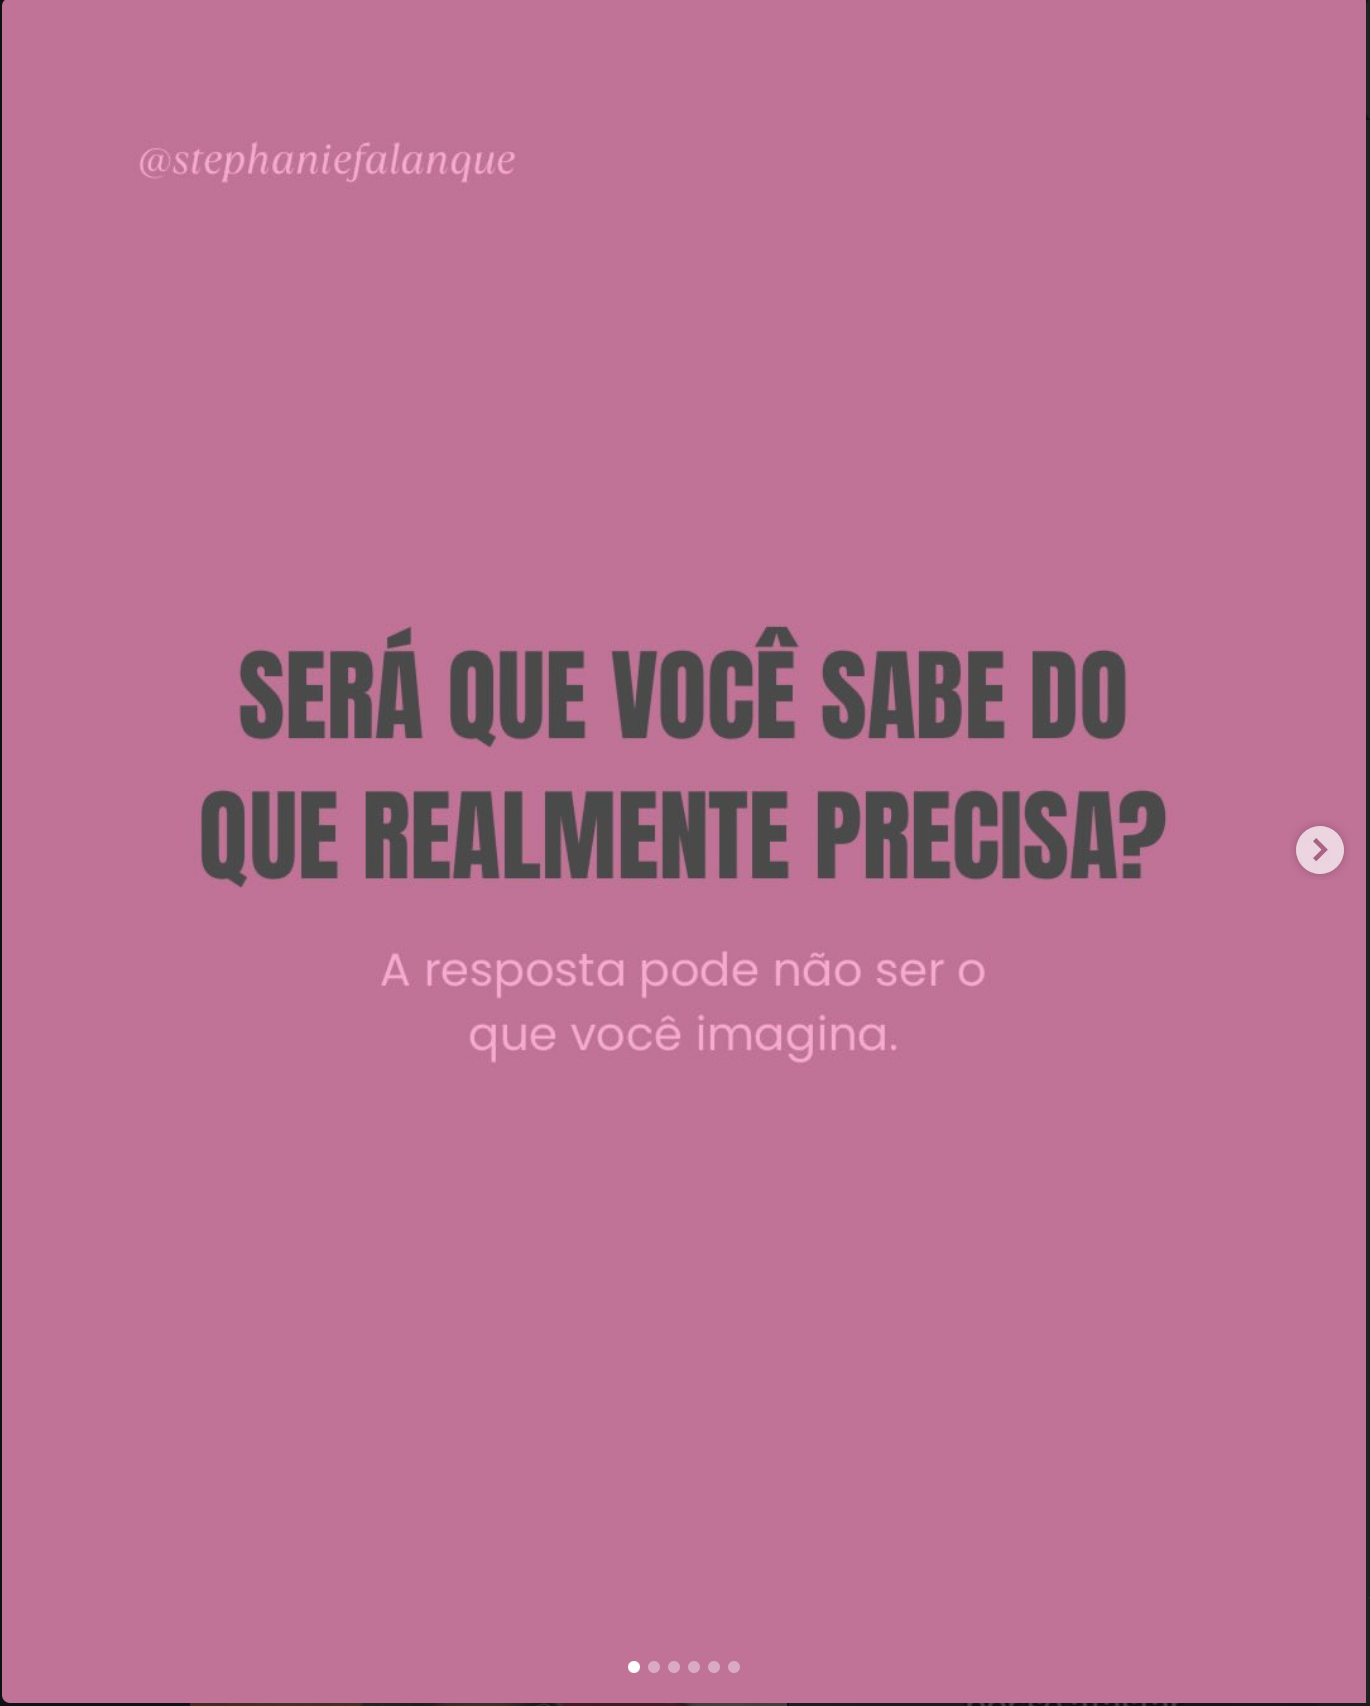 @stephaniefalanque
SERÁ QUE VOCÊ SABE DO
QUE REALMENTE PRECISA?
A resposta pode não ser o
que você imagina.